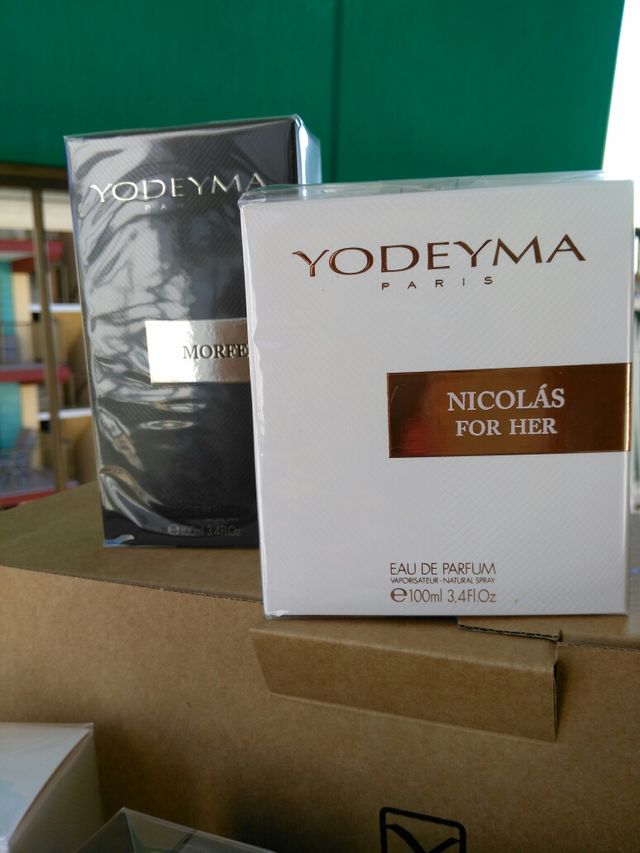 YODEYMA
PA
MORFE
℮100ml 3.4Fl.Oz
YODEYMA
PARIS
NICOLÁS
FOR HER
EAU DE PARFUM
VAPORISATEUR - NATURAL SPRAY
℮100ml 3,4Fl.Oz